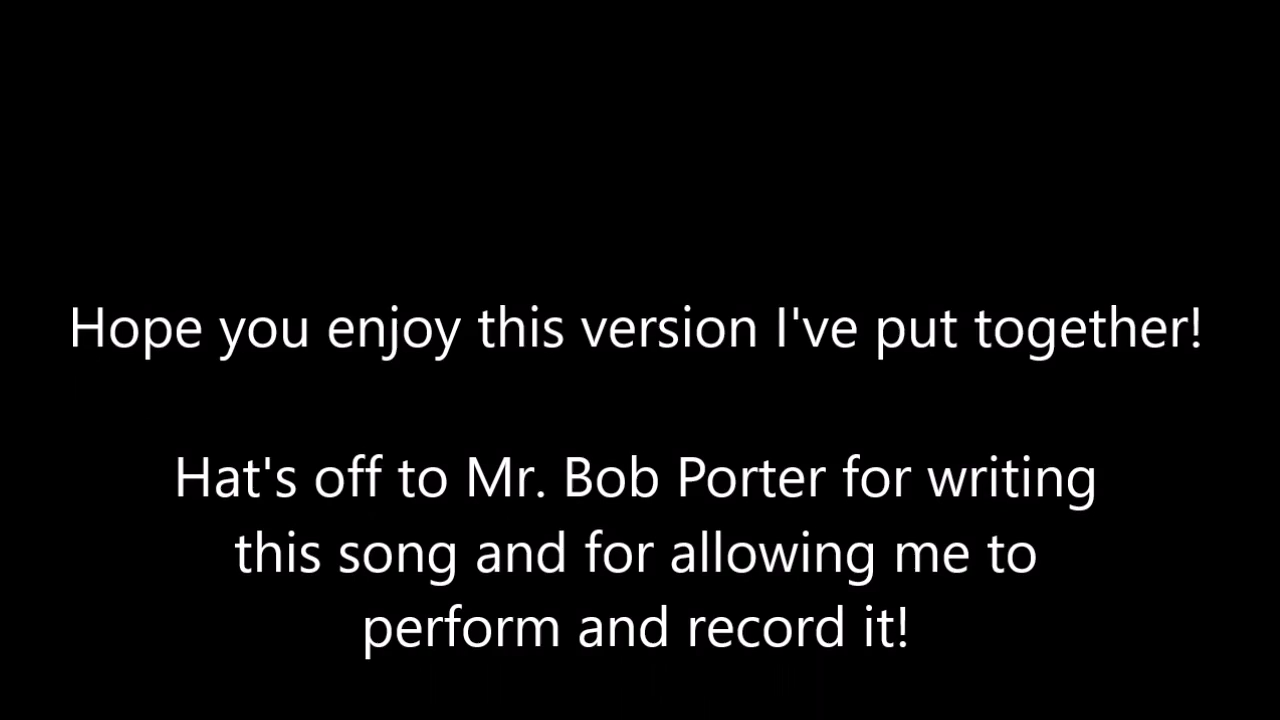 Hope you enjoy this version I've put together!
Hat's off to Mr. Bob Porter for writing
this song and for allowing me to
perform and record it!